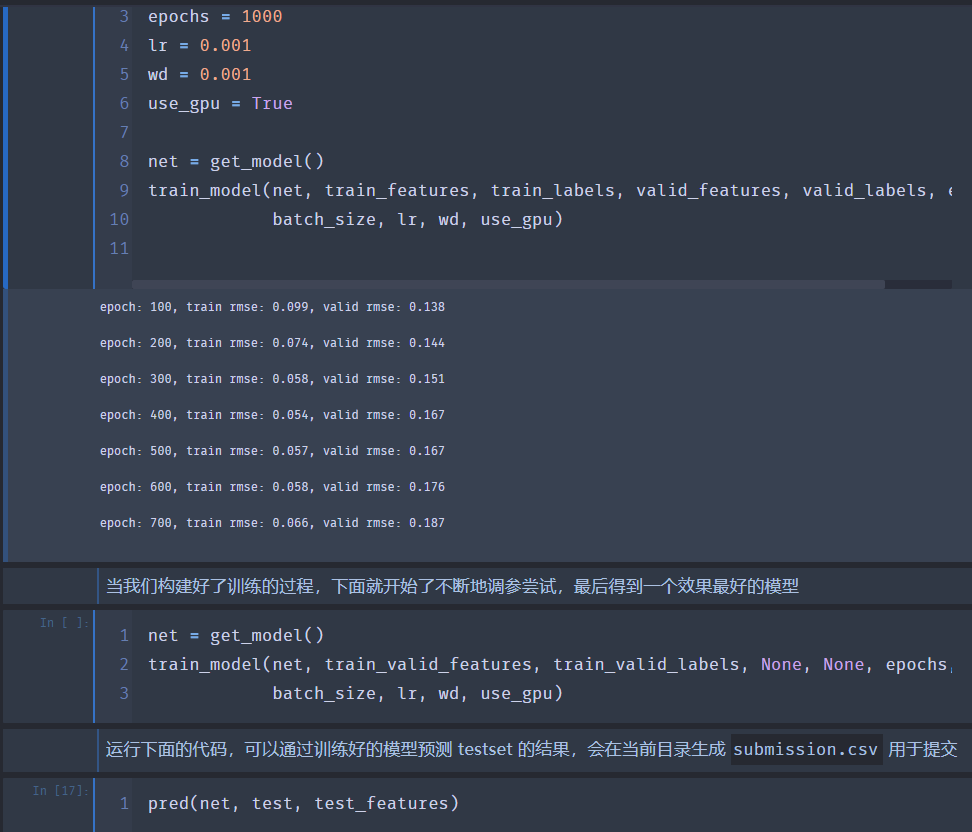 3 epochs = 1000
4 lr = 0.001
5 wd = 0.001
6 use_gpu = True
7
8 net = get_model()
9 train_model(net, train_features, train_labels, valid_features, valid_labels, e
10 batch_size, lr, wd, use_gpu)
11
epoch: 100, train rmse: 0.099, valid rmse: 0.138
epoch: 200, train rmse: 0.074, valid rmse: 0.144
epoch: 300, train rmse: 0.058, valid rmse: 0.151
epoch: 400, train rmse: 0.054, valid rmse: 0.167
epoch: 500, train rmse: 0.057, valid rmse: 0.167
epoch: 600, train rmse: 0.058, valid rmse: 0.176
epoch: 700, train rmse: 0.066, valid rmse: 0.187
当我们构建好了训练的过程，下面就开始了不断地调参尝试，最后得到一个效果最好的模型
In [ ]:
1 net = get_model()
2 train_model(net, train_valid_features, train_valid_labels, None, None, epochs,
3 batch_size, lr, wd, use_gpu)
运行下面的代码，可以通过训练好的模型预测 testset 的结果，会在当前目录生成 submission.csv 用于提交
In [17]:
1 pred(net, test, test_features)